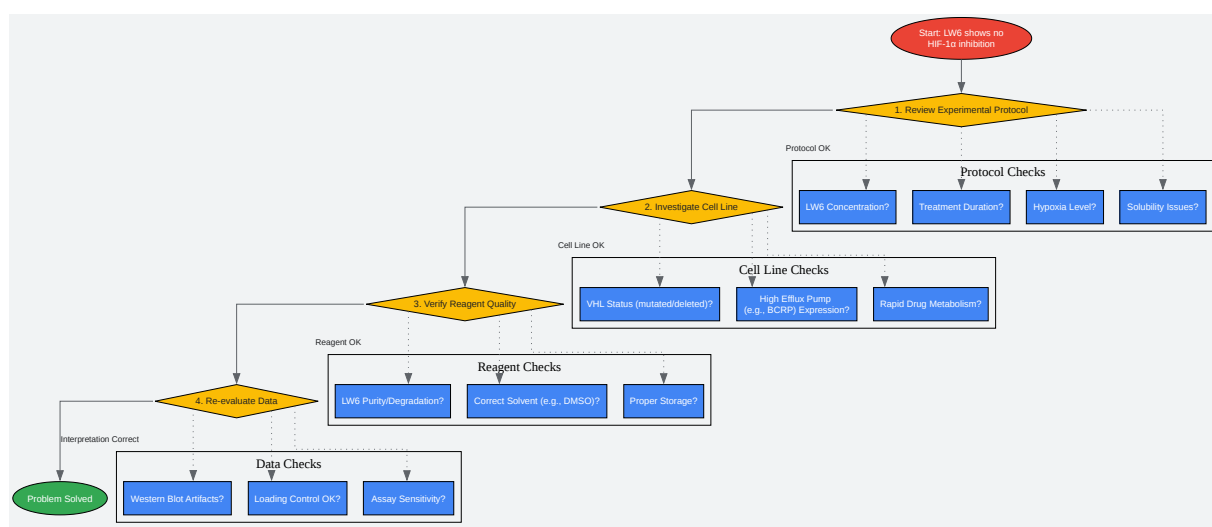 Start: LW6 shows no
HIF-1α inhibition
1. Review Experimental Protocol
Protocol OK
Protocol Checks
LW6 Concentration?
Treatment Duration?
Hypoxia Level?
Solubility Issues?
2. Investigate Cell Line
Cell Line OK
Cell Line Checks
VHL Status (mutated/deleted)?
High Efflux Pump
(e.g., BCRP) Expression?
Rapid Drug Metabolism?
3. Verify Reagent Quality
Reagent OK
Reagent Checks
LW6 Purity/Degradation?
Correct Solvent (e.g., DMSO)?
Proper Storage?
4. Re-evaluate Data
Interpretation Correct
Data Checks
Western Blot Artifacts?
Loading Control OK?
Assay Sensitivity?
Problem Solved